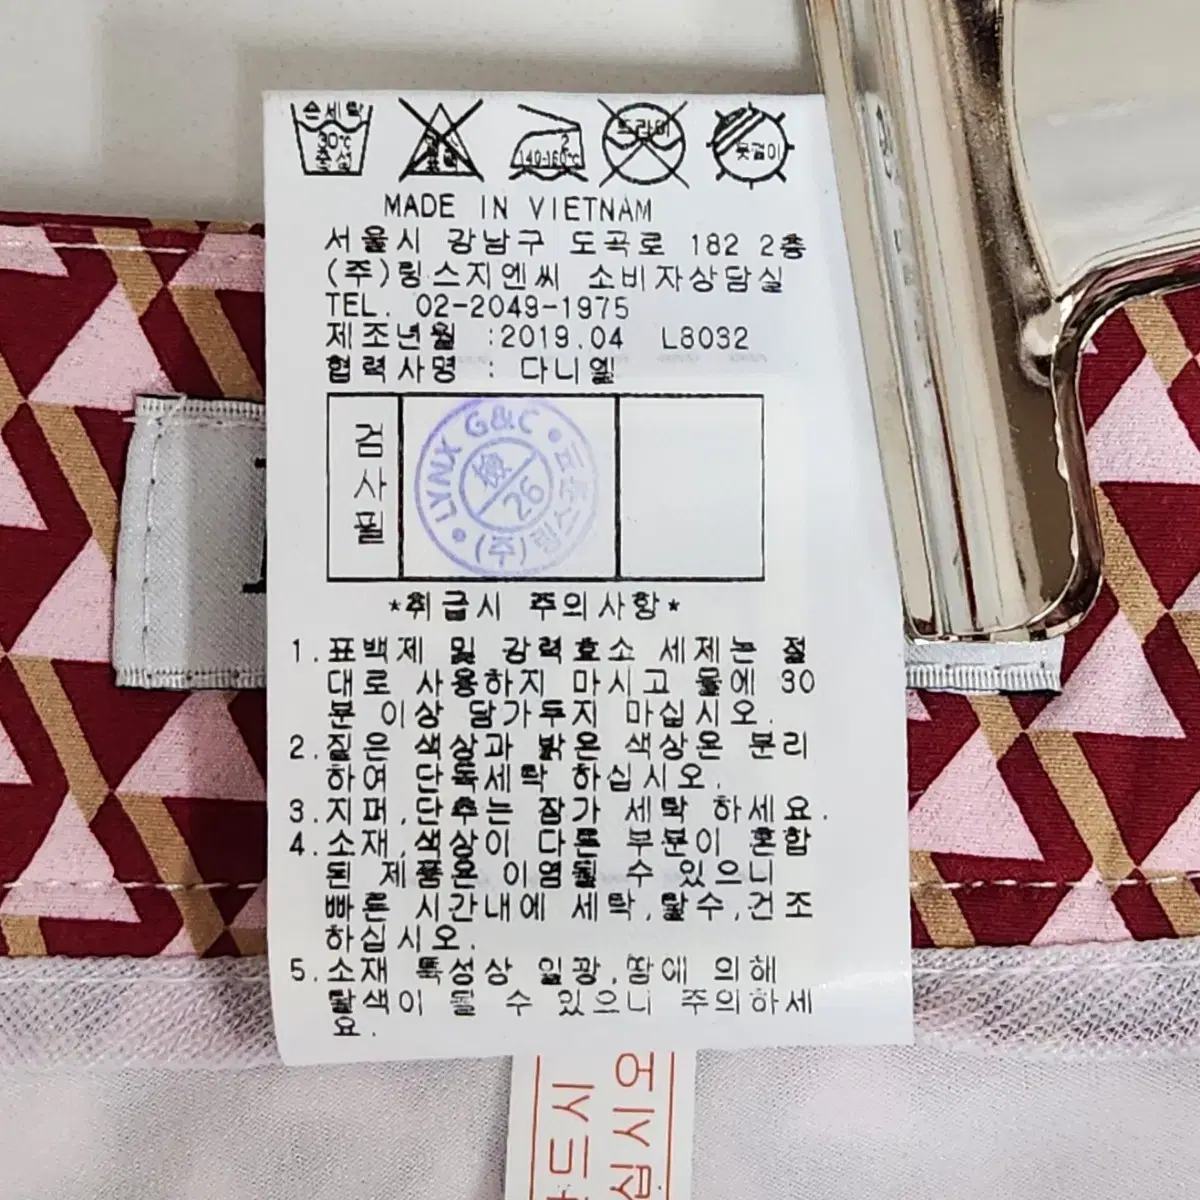 손세탁
30℃
중성
2
140-160℃
드라이
옷걸이
MADE IN VIETNAM
서울시 강남구 도곡로 182 2층
(주)링스지엔씨 소비자상담실
TEL. 02-2049-1975
제조년월 :2019.04 L8032
협력사명 : 다니엘
검사필
LYNX G&C
檢
26
(주)링스
*취급시 주의사항*
1.표백제 및 강력효소 세제는 절
대로 사용하지 마시고 물에 30
분 이상 담가두지 마십시오.
2.짙은 색상과 밝은 색상은 분리
하여 단독세탁 하십시오.
3.지퍼,단추는 잠가 세탁 하세요.
4.소재,색상이 다른 부분이 혼합
된 제품은 이염될 수 있으니
빠른 시간내에 세탁,탈수,건조
하십시오.
5.소재 특성상 일광,땀에 의해
탈색이 될 수 있으니 주의하세
요.